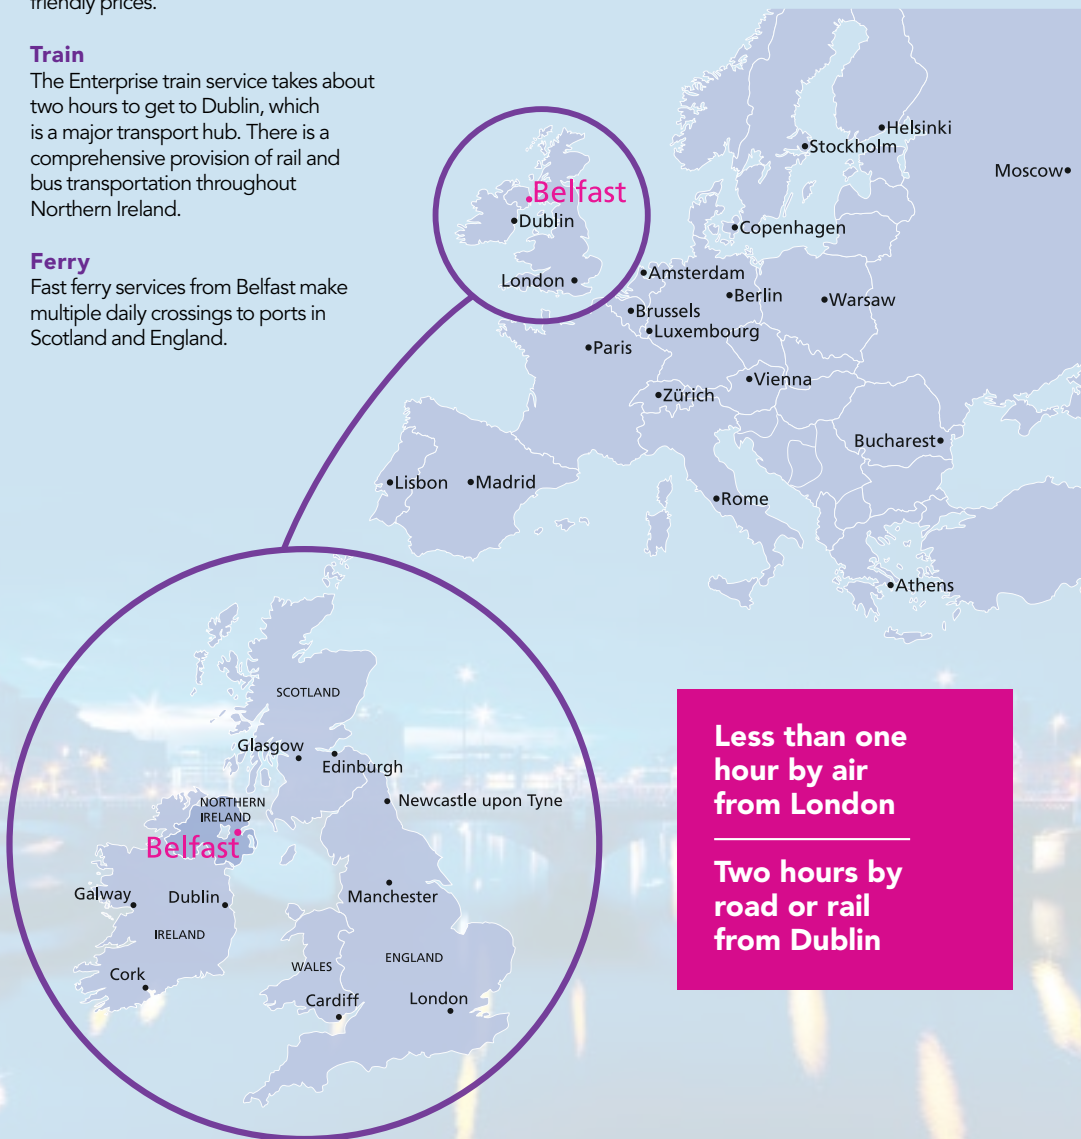 friendly prices.
Train
The Enterprise train service takes about
two hours to get to Dublin, which
is a major transport hub. There is a
comprehensive provision of rail and
bus transportation throughout
Northern Ireland.
Ferry
Fast ferry services from Belfast make
multiple daily crossings to ports in
Scotland and England.
Helsinki
Stockholm
Moscow
Belfast
Dublin
Copenhagen
London
Amsterdam
Berlin
Warsaw
Brussels
Luxembourg
Paris
Vienna
Zürich
Bucharest
Lisbon
Madrid
Rome
Athens
SCOTLAND
Glasgow
Edinburgh
Newcastle upon Tyne
NORTHERN
IRELAND
Belfast
Galway
Dublin
Manchester
IRELAND
ENGLAND
WALES
Cork
Cardiff
London
Less than one
hour by air
from London
Two hours by
road or rail
from Dublin